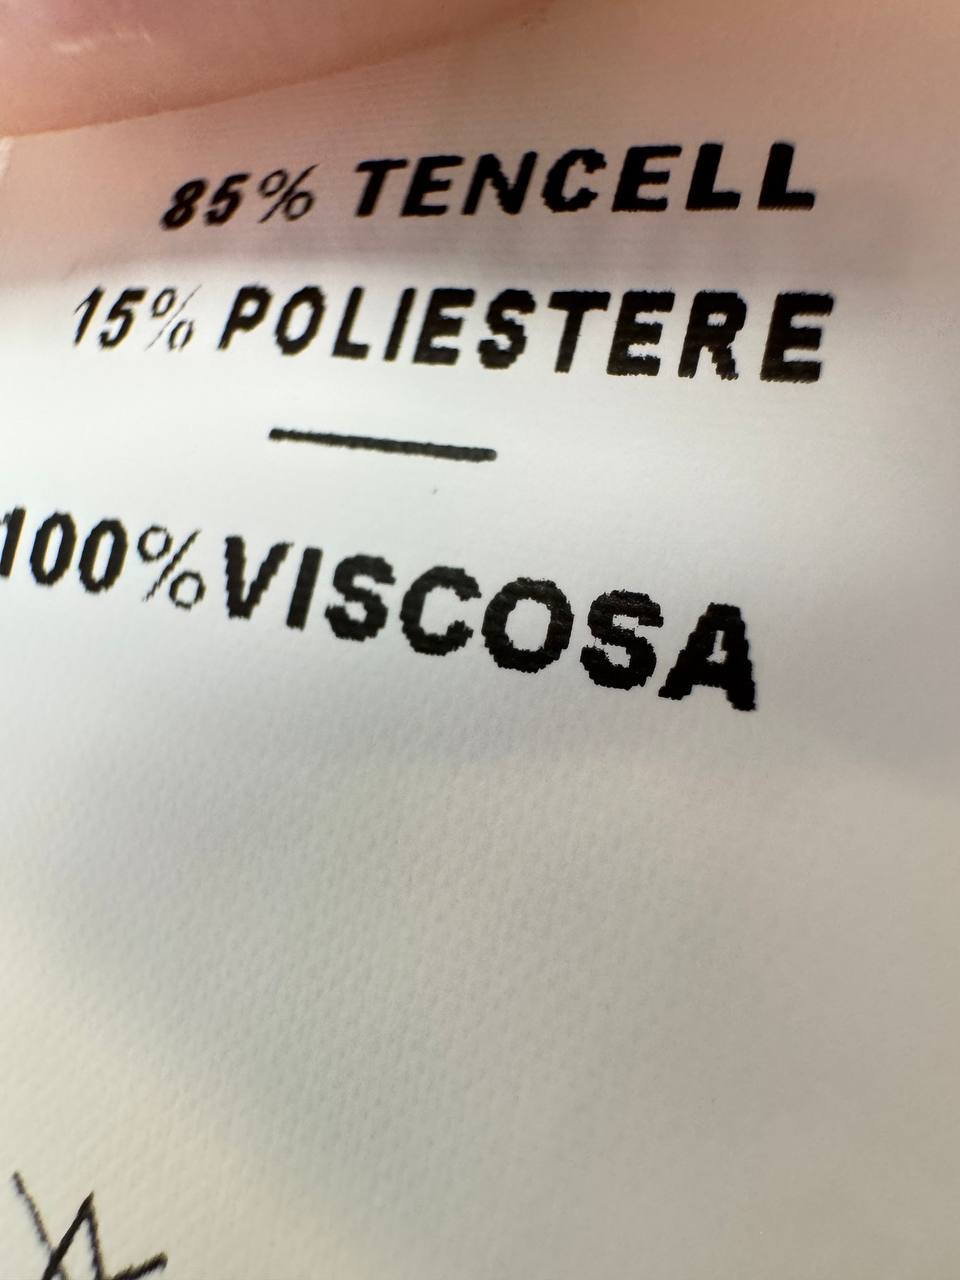 85% TENCELL
15% POLIESTERE
100% VISCOSA